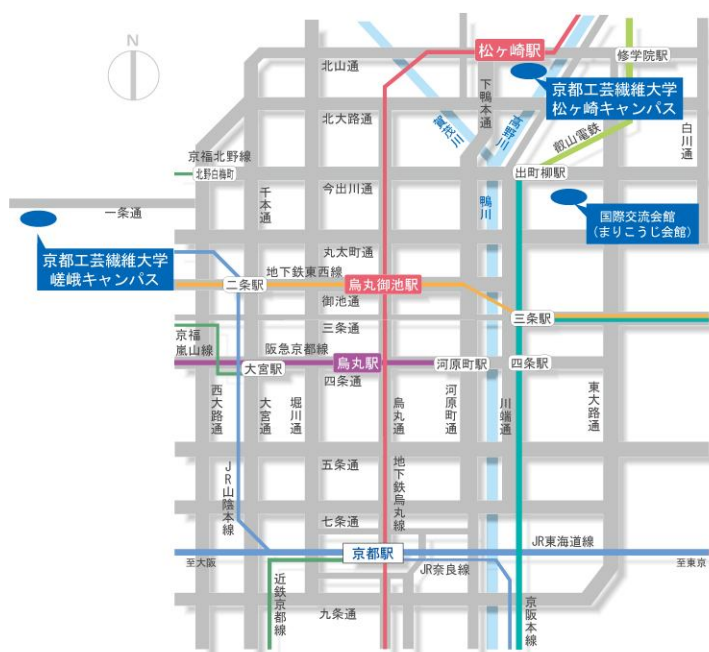 N
松ヶ崎駅
修学院駅
北山通
下鴨本通
京都工芸繊維大学
松ヶ崎キャンパス
北大路通
賀茂川
高野川
叡山電鉄
白川通
京福北野線
北野白梅町
千本通
今出川通
出町柳駅
一条通
鴨川
国際交流会館
(まりこうじ会館)
丸太町通
京都工芸繊維大学
嵯峨キャンパス
地下鉄東西線
二条駅
烏丸御池駅
御池通
三条駅
三条通
京福
嵐山線
阪急京都線
烏丸駅
大宮駅
河原町駅
四条駅
四条通
西大路通
大宮通
堀川通
烏丸通
河原町通
川端通
東大路通
五条通
JR山陰本線
地下鉄烏丸線
七条通
京都駅
JR東海道線
至大阪
JR奈良線
至東京
近鉄京都線
九条通
京阪本線